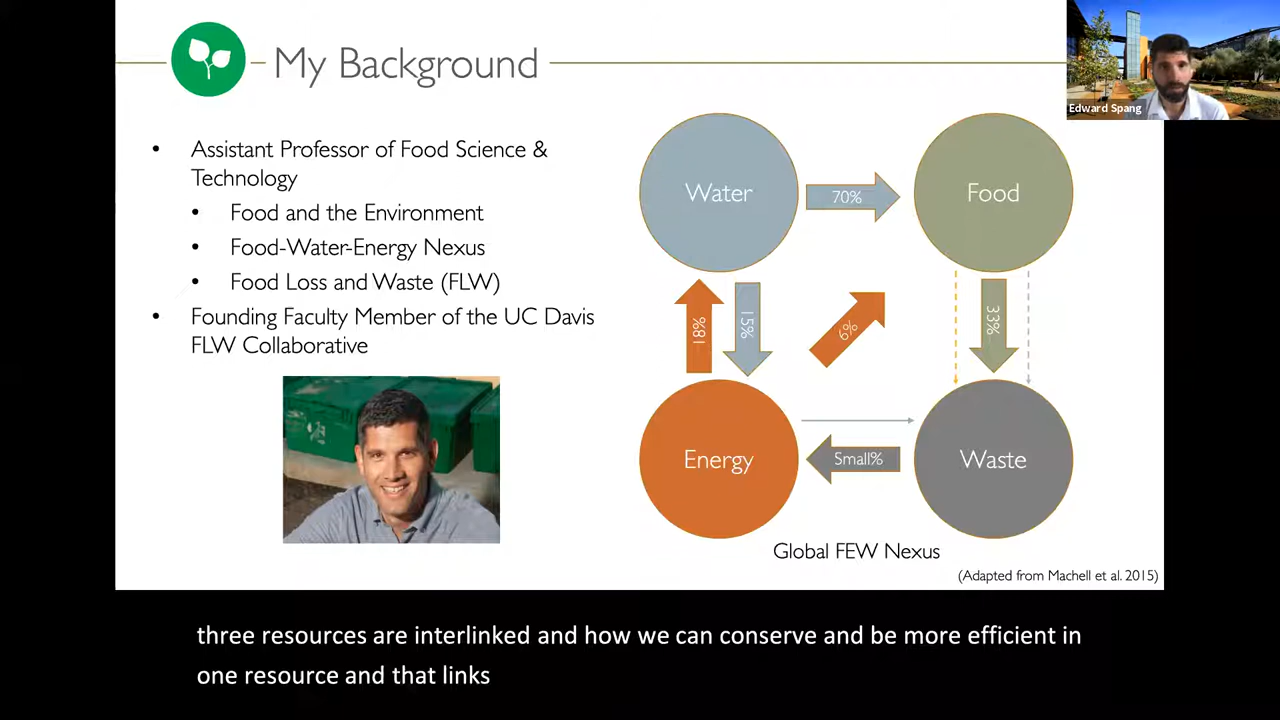 My Background
Edward Spang
• Assistant Professor of Food Science &
Technology
• Food and the Environment
• Food-Water-Energy Nexus
• Food Loss and Waste (FLW)
• Founding Faculty Member of the UC Davis
FLW Collaborative
Water
70%
Food
18%
15%
6%
33%
Energy
Small%
Waste
Global FEW Nexus
(Adapted from Machell et al. 2015)
three resources are interlinked and how we can conserve and be more efficient in
one resource and that links